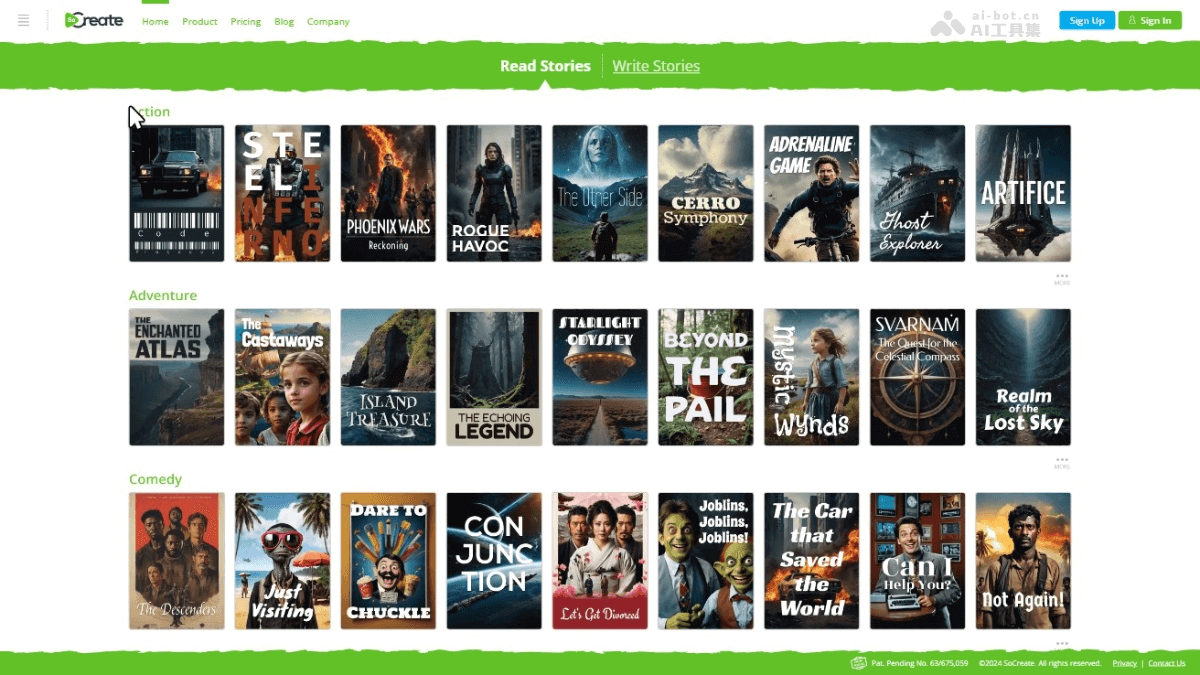 SoCreate
Home Product Pricing Blog Company
ai-bot.cn
AI工具集
Sign Up
Sign In
Read Stories
Write Stories
ction
Code
STE
ELI
NFE
RNO
PHOENIX WARS
Reckoning
ROGUE
HAVOC
The Other Side
CERRO
Symphony
ADRENALINE
GAME
Ghost
Explorer
ARTIFICE
MORE
Adventure
THE
ENCHANTED
ATLAS
The
Castaways
ISLAND
TREASURE
THE ECHOING
LEGEND
STARLIGHT
ODYSSEY
BEYOND
THE
PAIL
Mystic
Wynds
SVARNAM
The Quest for the
Celestial Compass
Realm
of the
Lost Sky
MORE
Comedy
The Descenders
Just
Visiting
DARE TO
CHUCKLE
CON
JUNC
TION
Let's Get Divorced
Joblins,
Joblins,
Joblins!
The Car
that
Saved
the
World
Can I
Help You?
Not Again!
Pat. Pending No. 63/675,059 ©2024 SoCreate. All rights reserved. Privacy | Contact Us